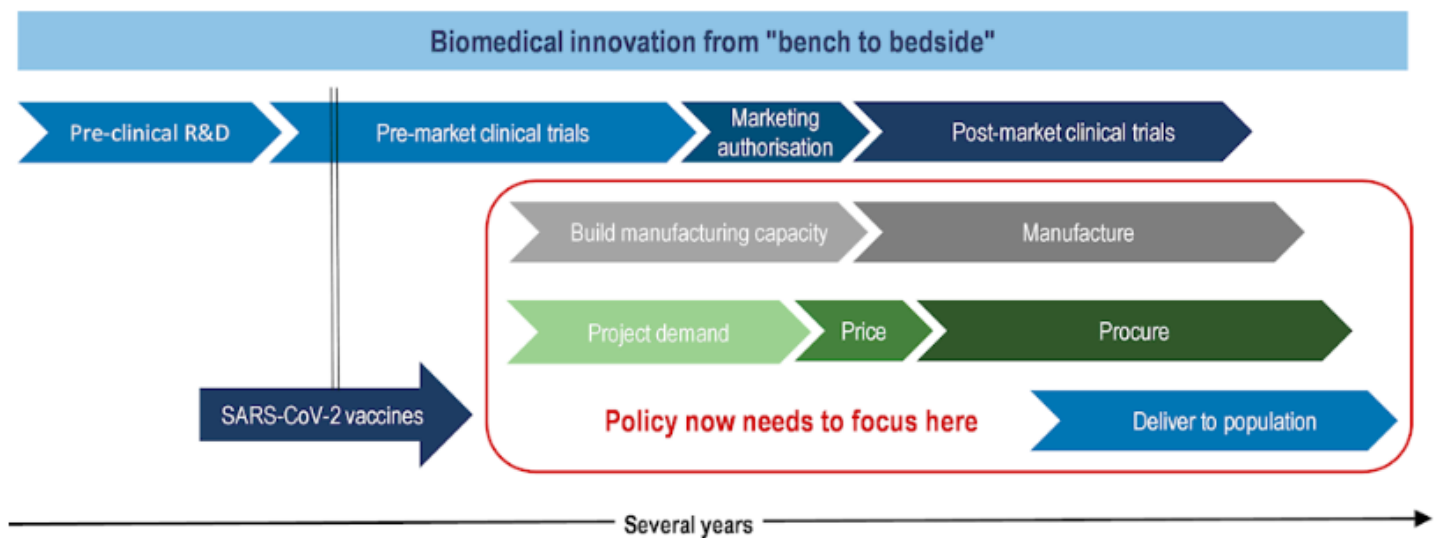 Biomedical innovation from "bench to bedside"
Pre-clinical R&D
Pre-market clinical trials
Marketing
authorisation
Post-market clinical trials
Build manufacturing capacity
Manufacture
Project demand
Price
Procure
SARS-CoV-2 vaccines
Policy now needs to focus here
Deliver to population
Several years